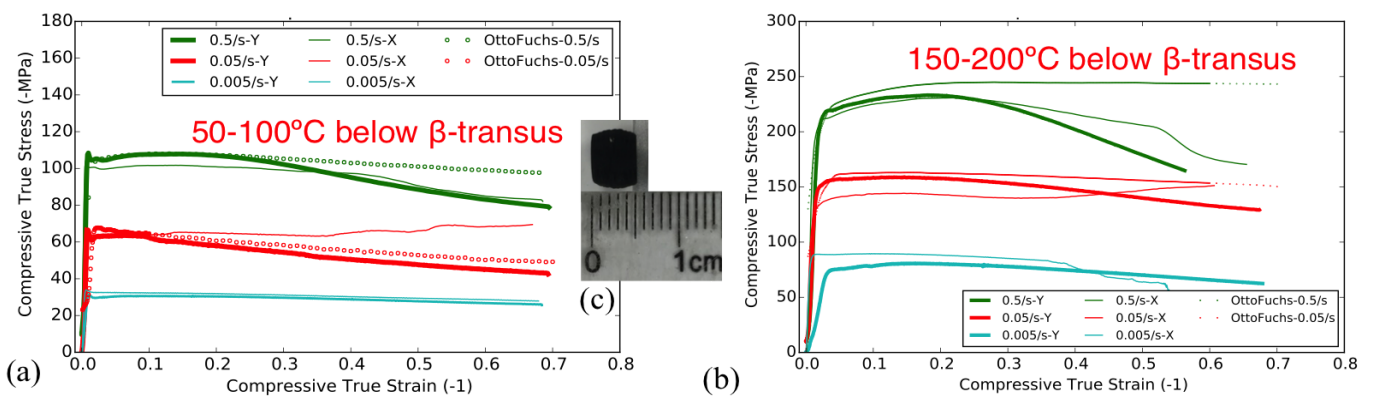 180
160
140
120
100
80
60
40
20
0
Compressive True Stress (-MPa)
0.5/s-Y
0.05/s-Y
0.005/s-Y
0.5/s-X
0.05/s-X
0.005/s-X
OttoFuchs-0.5/s
OttoFuchs-0.05/s
50-100ºC below β-transus
0.0 0.1 0.2 0.3 0.4 0.5 0.6 0.7 0.8
Compressive True Strain (-1)
(a)
0 1cm
(c)
300
250
200
150
100
50
0
Compressive True Stress (-MPa)
150-200ºC below β-transus
0.5/s-Y
0.05/s-Y
0.005/s-Y
0.5/s-X
0.05/s-X
0.005/s-X
OttoFuchs-0.5/s
OttoFuchs-0.05/s
0.0 0.1 0.2 0.3 0.4 0.5 0.6 0.7 0.8
Compressive True Strain (-1)
(b)